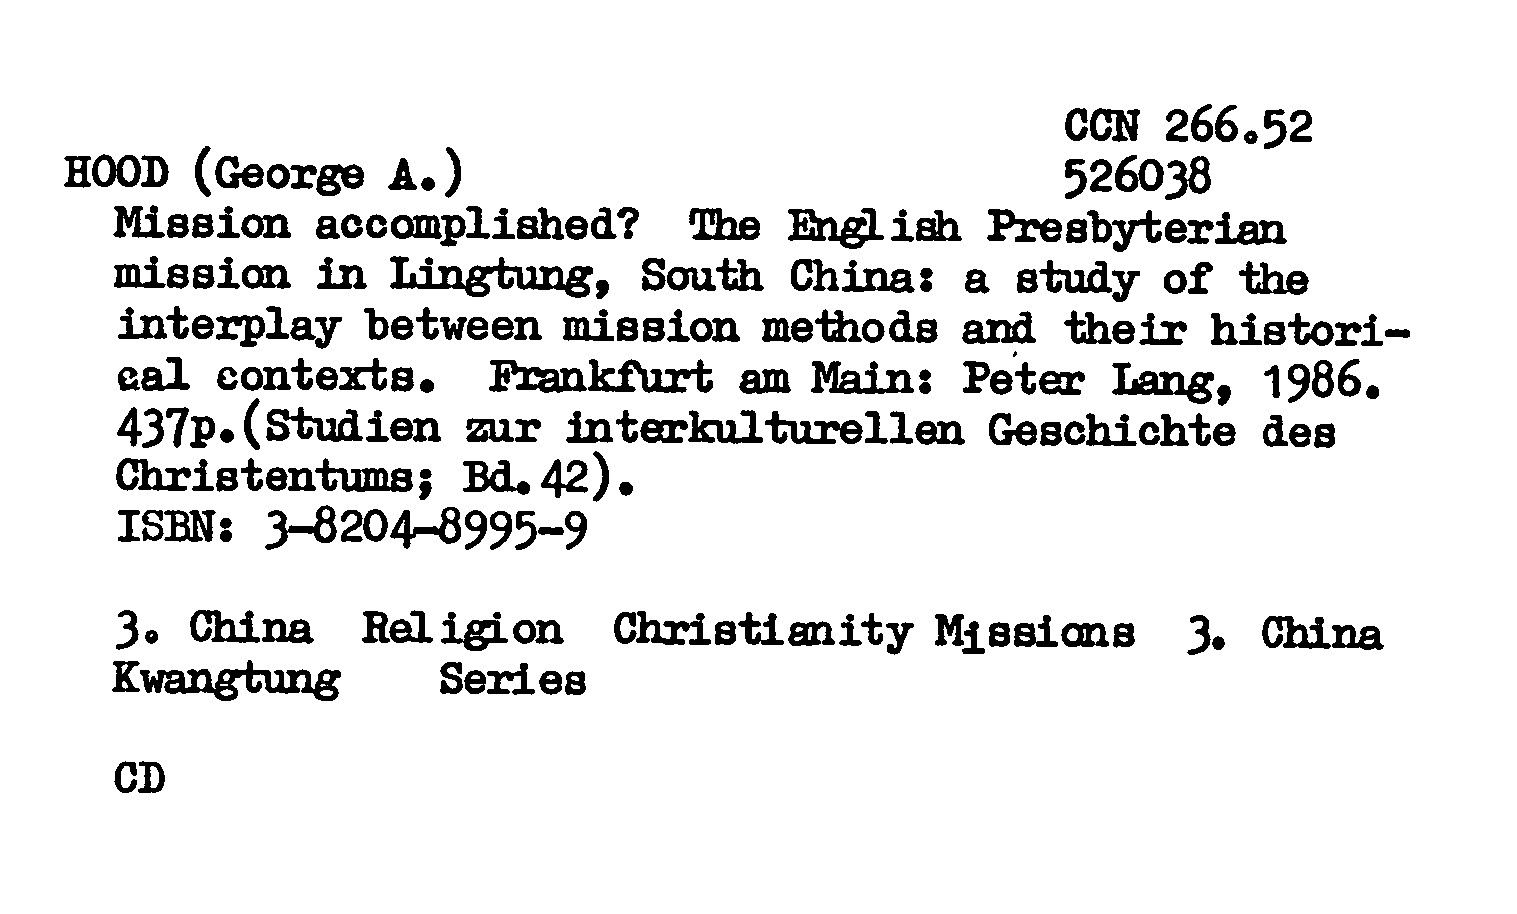 CCN 266.52
HOOD (George A.) 526038
Mission accomplished? The English Presbyterian
mission in Lingtung, South China: a study of the
interplay between mission methods and their histori-
cal contexts. Frankfurt am Main: Peter Lang, 1986.
437p.(Studien zur interkulturellen Geschichte des
Christentums; Bd.42).
ISBN: 3-8204-8995-9
3. China Religion Christianity Missions 3. China
Kwangtung Series
CD